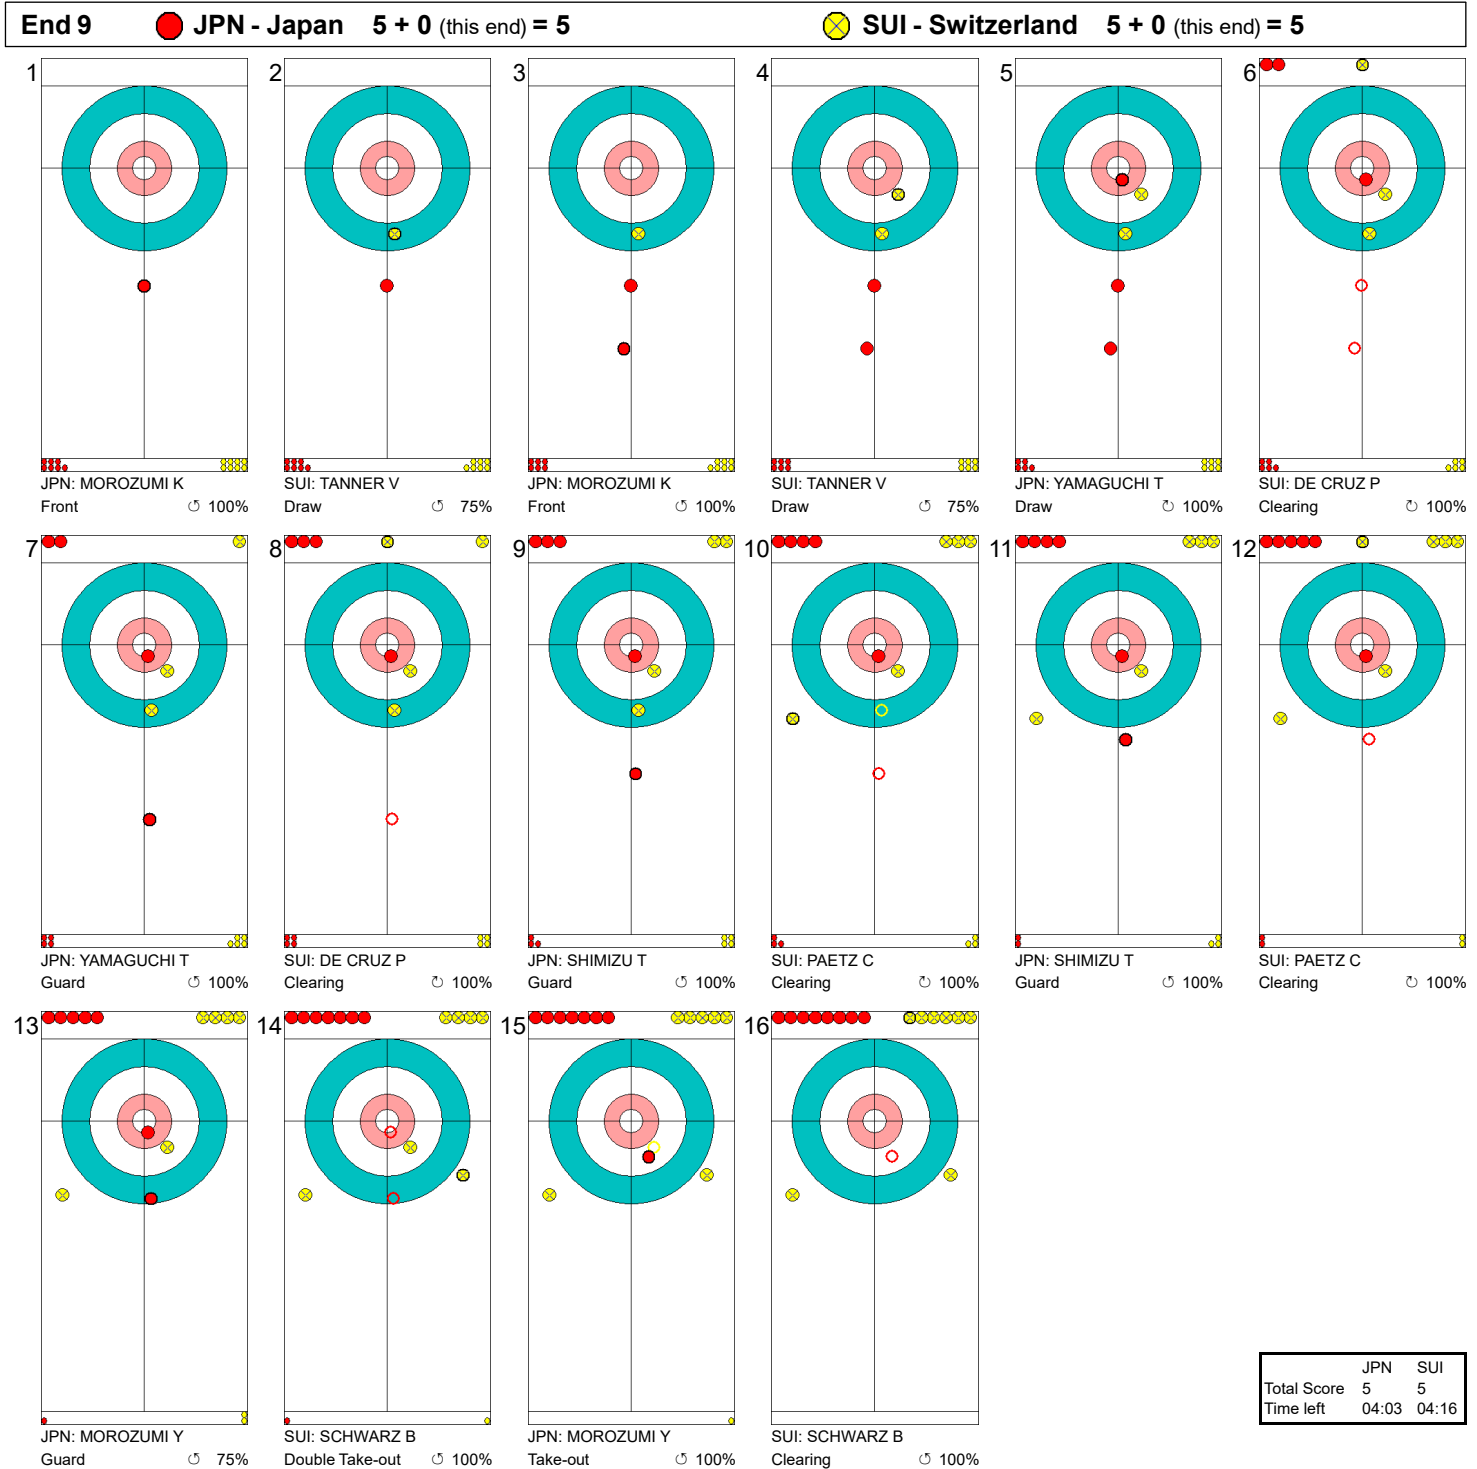 End 9 JPN - Japan 5 + 0 (this end) = 5 SUI - Switzerland 5 + 0 (this end) = 5
1 2 3 4 5 6
JPN: MOROZUMI K SUI: TANNER V JPN: MOROZUMI K SUI: TANNER V JPN: YAMAGUCHI T SUI: DE CRUZ P
Front ↺ 100% Draw ↺ 75% Front ↺ 100% Draw ↺ 75% Draw ↻ 100% Clearing ↻ 100%
7 8 9 10 11 12
JPN: YAMAGUCHI T SUI: DE CRUZ P JPN: SHIMIZU T SUI: PAETZ C JPN: SHIMIZU T SUI: PAETZ C
Guard ↺ 100% Clearing ↻ 100% Guard ↺ 100% Clearing ↻ 100% Guard ↺ 100% Clearing ↻ 100%
13 14 15 16
JPN: MOROZUMI Y SUI: SCHWARZ B JPN: MOROZUMI Y SUI: SCHWARZ B
Guard ↺ 75% Double Take-out ↺ 100% Take-out ↺ 100% Clearing ↺ 100%
JPN SUI
Total Score 5 5
Time left 04:03 04:16